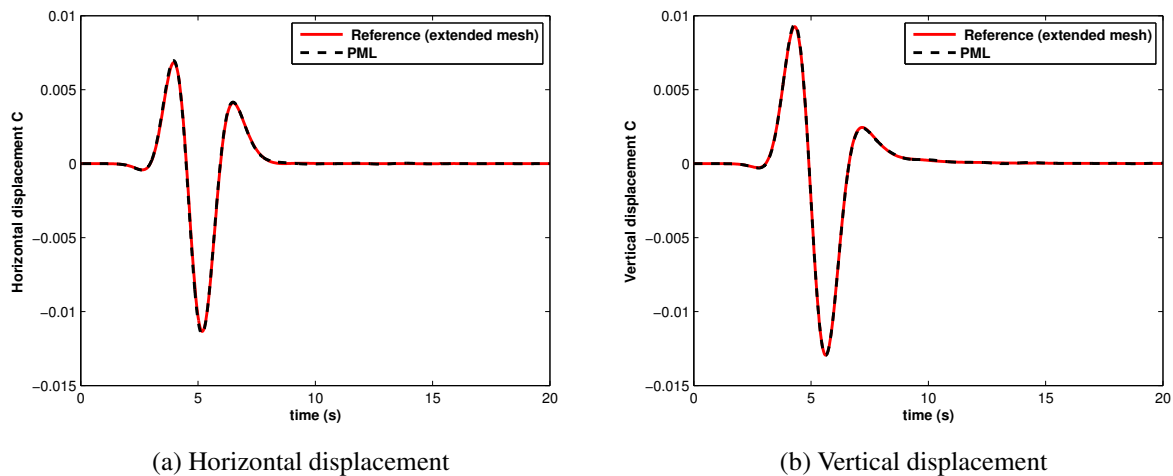 0.01
0.005
0
−0.005
−0.01
−0.015
Horizontal displacement C
0 5 10 15 20
time (s)
Reference (extended mesh)
PML
(a) Horizontal displacement
0.01
0.005
0
−0.005
−0.01
−0.015
Vertical displacement C
0 5 10 15 20
time (s)
Reference (extended mesh)
PML
(b) Vertical displacement